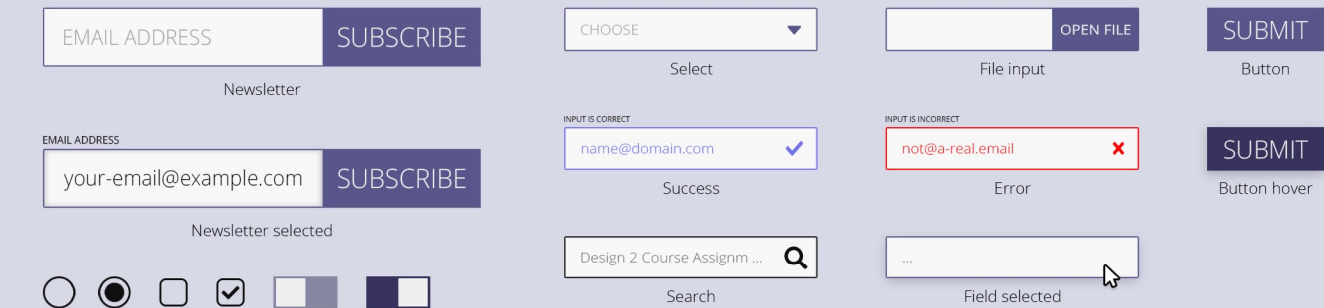 EMAIL ADDRESS SUBSCRIBE
Newsletter
EMAIL ADDRESS
your-email@example.com SUBSCRIBE
Newsletter selected
CHOOSE
Select
INPUT IS CORRECT
name@domain.com
Success
Design 2 Course Assignm ...
Search
OPEN FILE
File input
INPUT IS INCORRECT
not@a-real.email
Error
...
Field selected
SUBMIT
Button
SUBMIT
Button hover